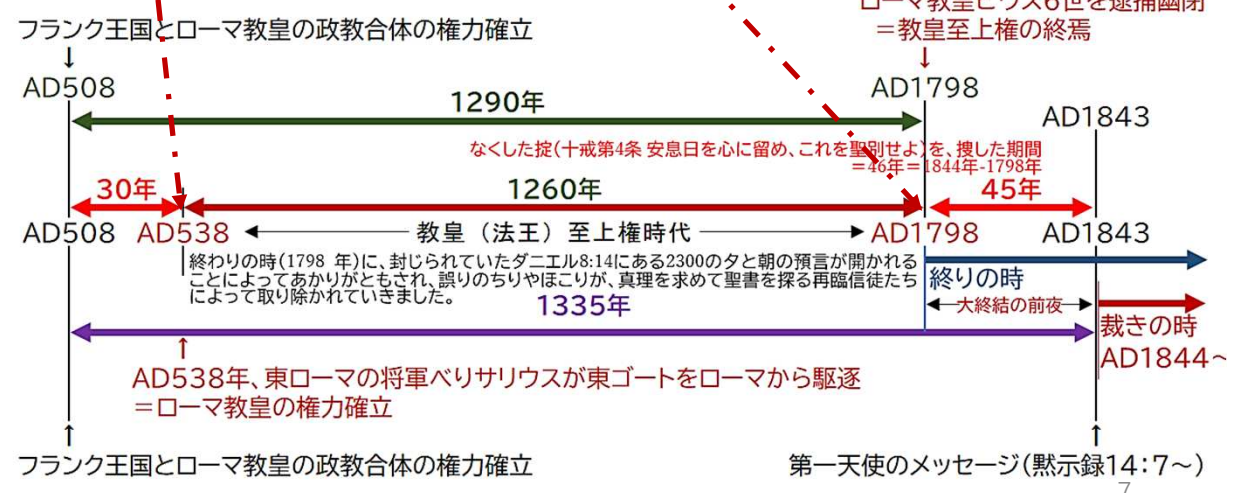 ローマ教皇ピウス6世を逮捕幽閉
フランク王国とローマ教皇の政教合体の権力確立
=教皇至上権の終焉
↓
↓
AD508
AD1798
1290年
AD1843
なくした掟(十戒第4条 安息日を心に留め、これを聖別せよ)を、捜した期間
=46年=1844年-1798年
30年
1260年
45年
AD508
AD538
教皇(法王)至上権時代
AD1798
AD1843
終わりの時(1798 年)に、封じられていたダニエル8:14にある2300の夕と朝の預言が開かれる
ことによってあかりがともされ、誤りのちりやほこりが、真理を求めて聖書を探る再臨信徒たち
によって取り除かれていきました。
終りの時
大終結の前夜
1335年
裁きの時
AD1844~
↑
AD538年、東ローマの将軍べりサリウスが東ゴートをローマから駆逐
=ローマ教皇の権力確立
↑
↑
フランク王国とローマ教皇の政教合体の権力確立
第一天使のメッセージ(黙示録14:7~)
7